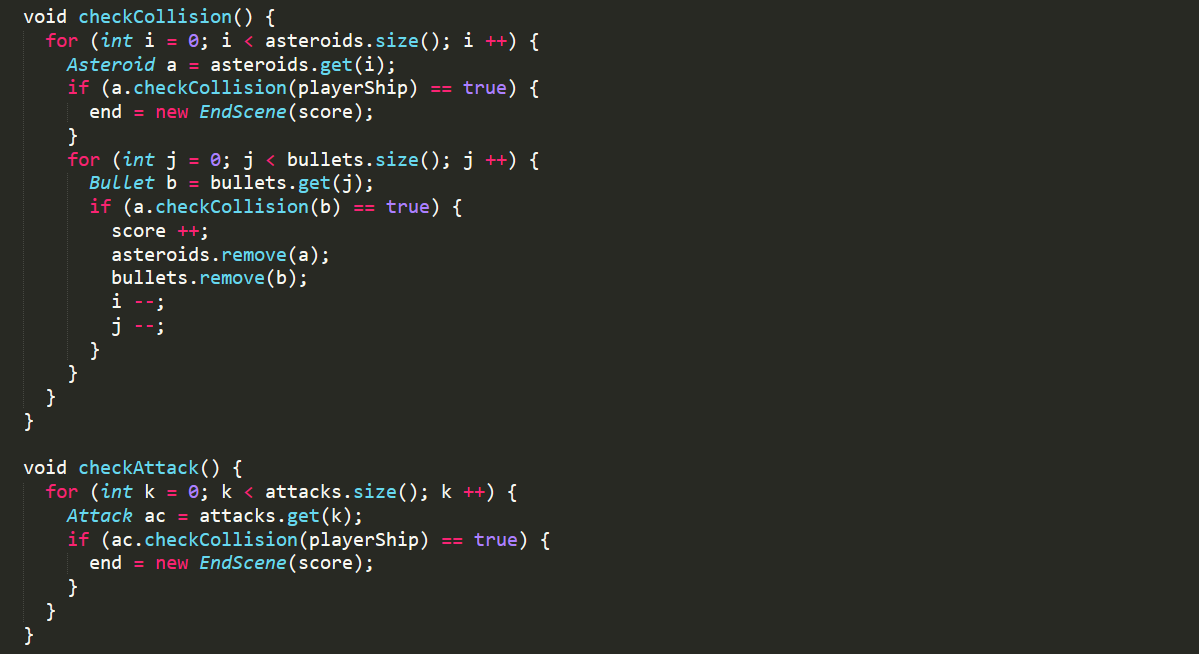 void checkCollision() {
  for (int i = 0; i < asteroids.size(); i ++) {
    Asteroid a = asteroids.get(i);
    if (a.checkCollision(playerShip) == true) {
      end = new EndScene(score);
    }
    for (int j = 0; j < bullets.size(); j ++) {
      Bullet b = bullets.get(j);
      if (a.checkCollision(b) == true) {
        score ++;
        asteroids.remove(a);
        bullets.remove(b);
        i --;
        j --;
      }
    }
  }
}

void checkAttack() {
  for (int k = 0; k < attacks.size(); k ++) {
    Attack ac = attacks.get(k);
    if (ac.checkCollision(playerShip) == true) {
      end = new EndScene(score);
    }
  }
}